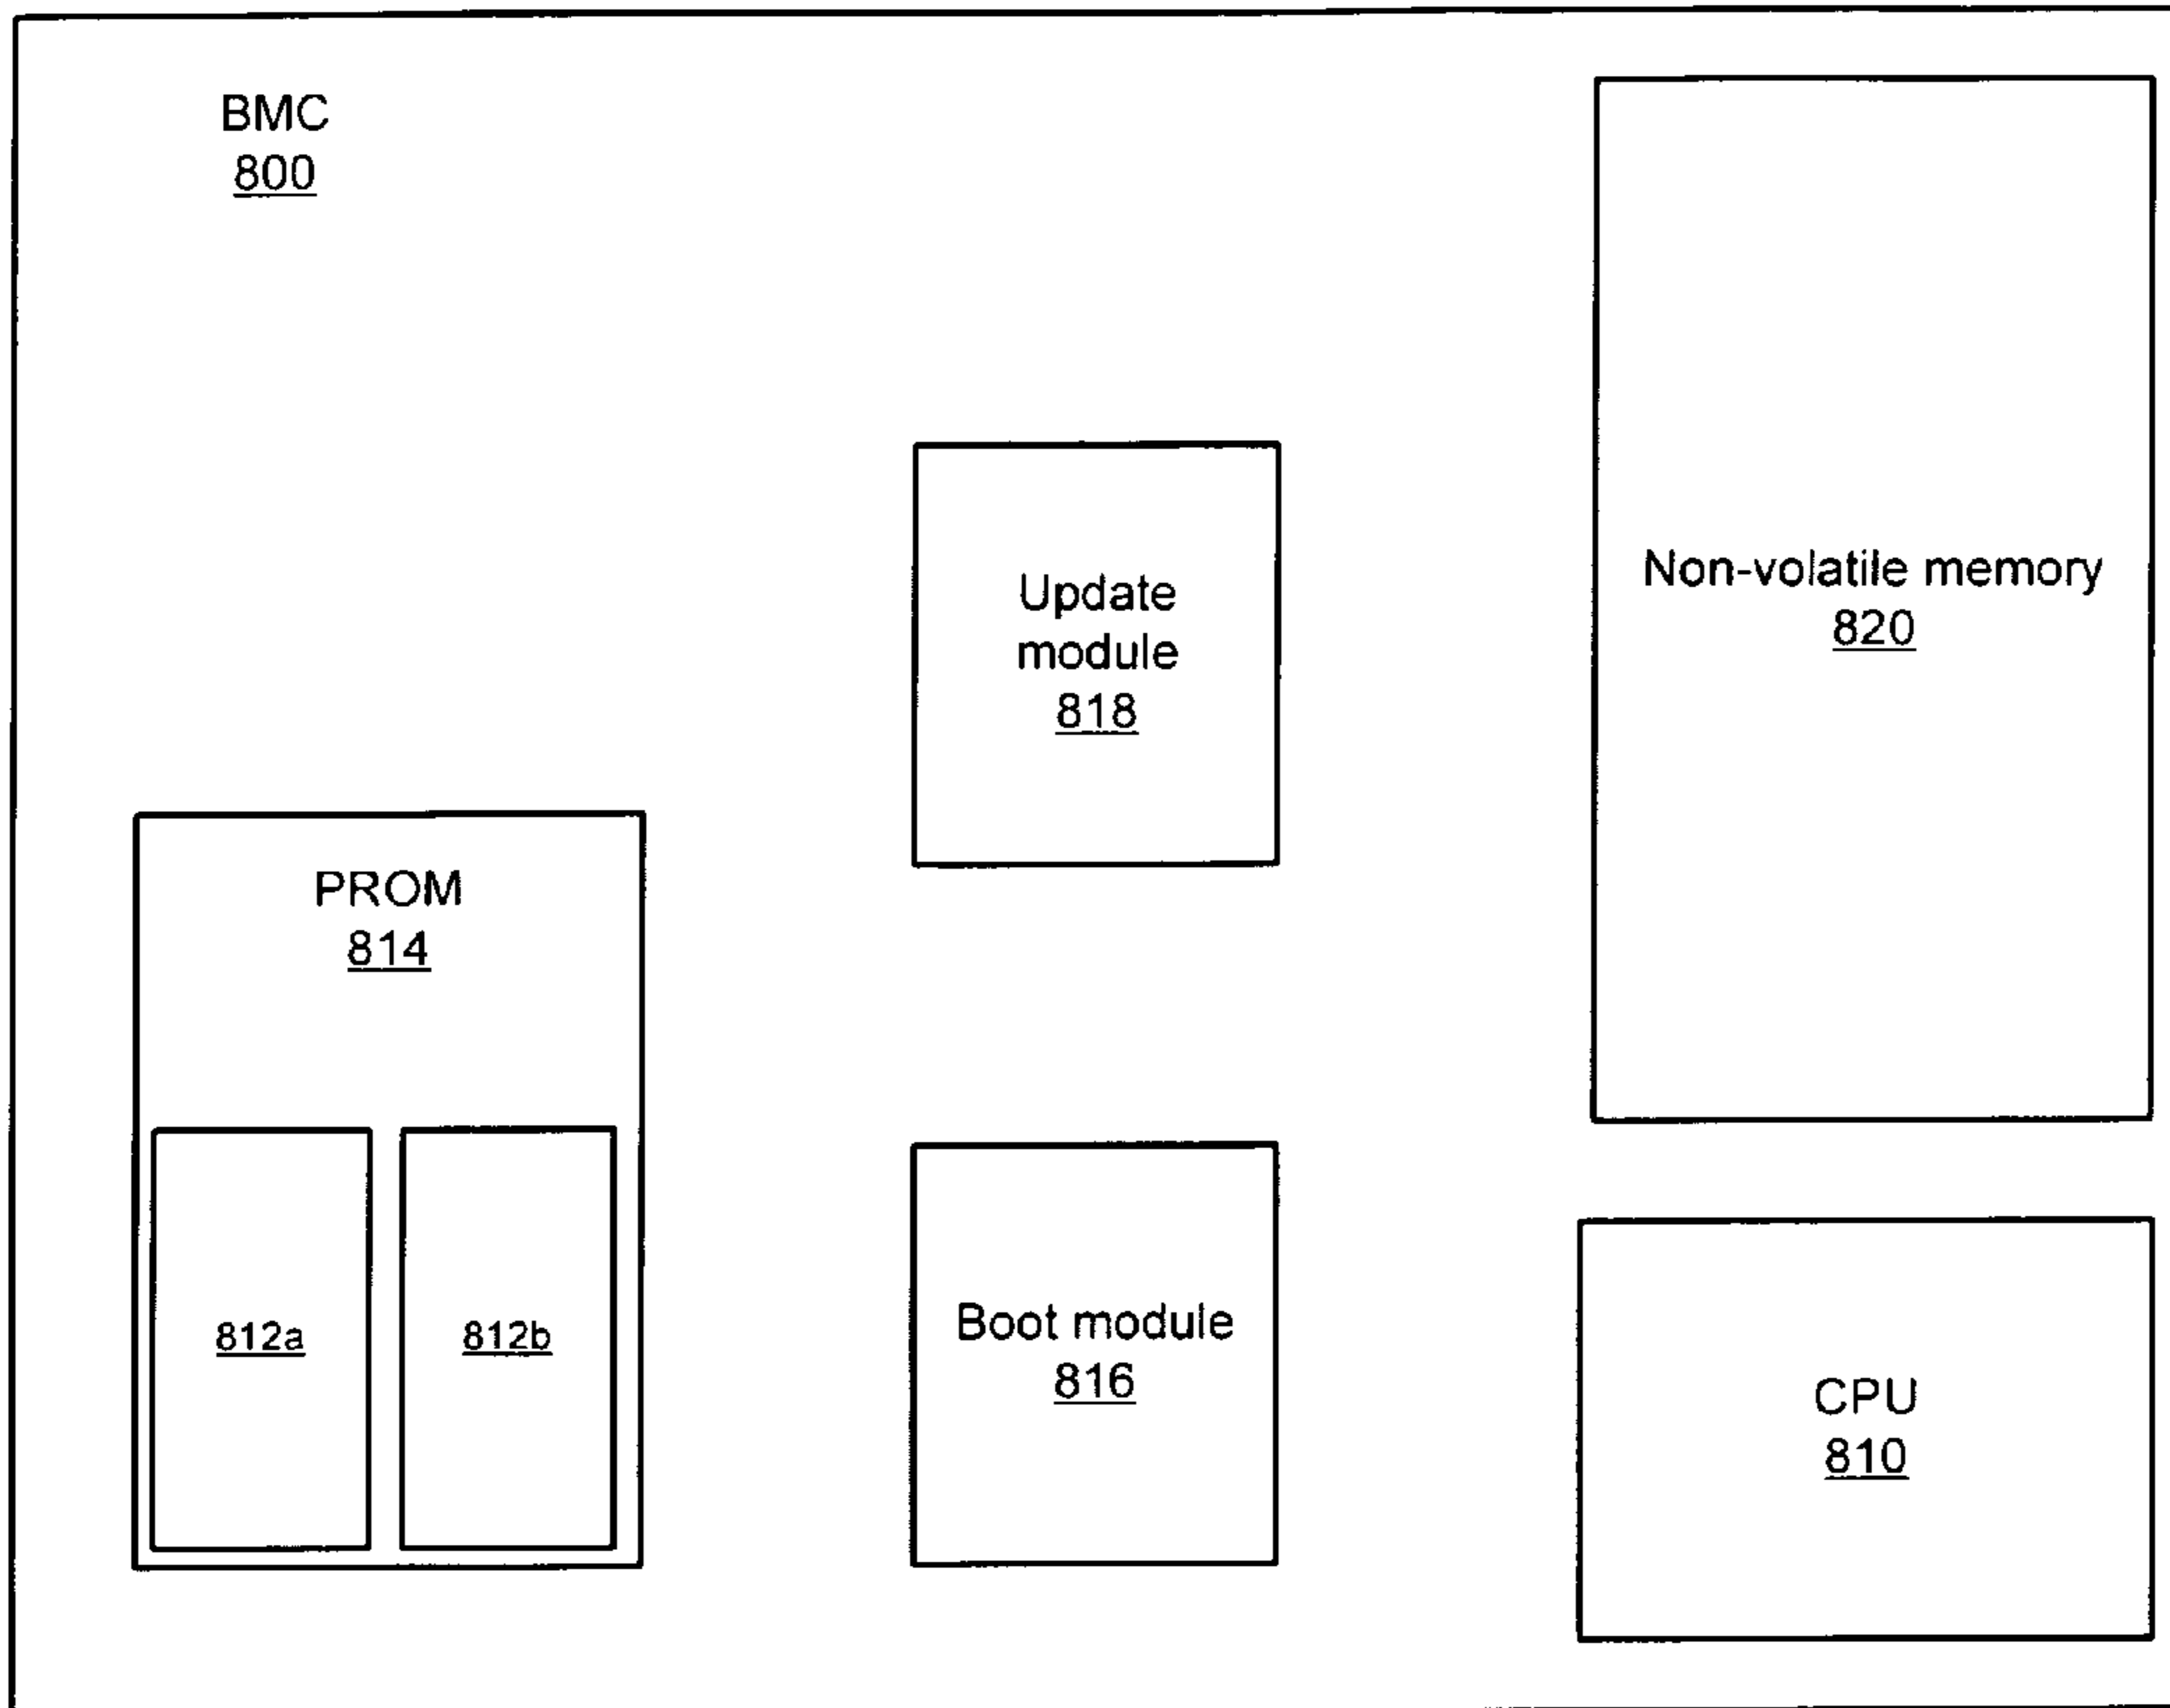 BMC
800
Non-volatile memory
820
Update
module
818
PROM
814
812a
812b
Boot module
816
CPU
810